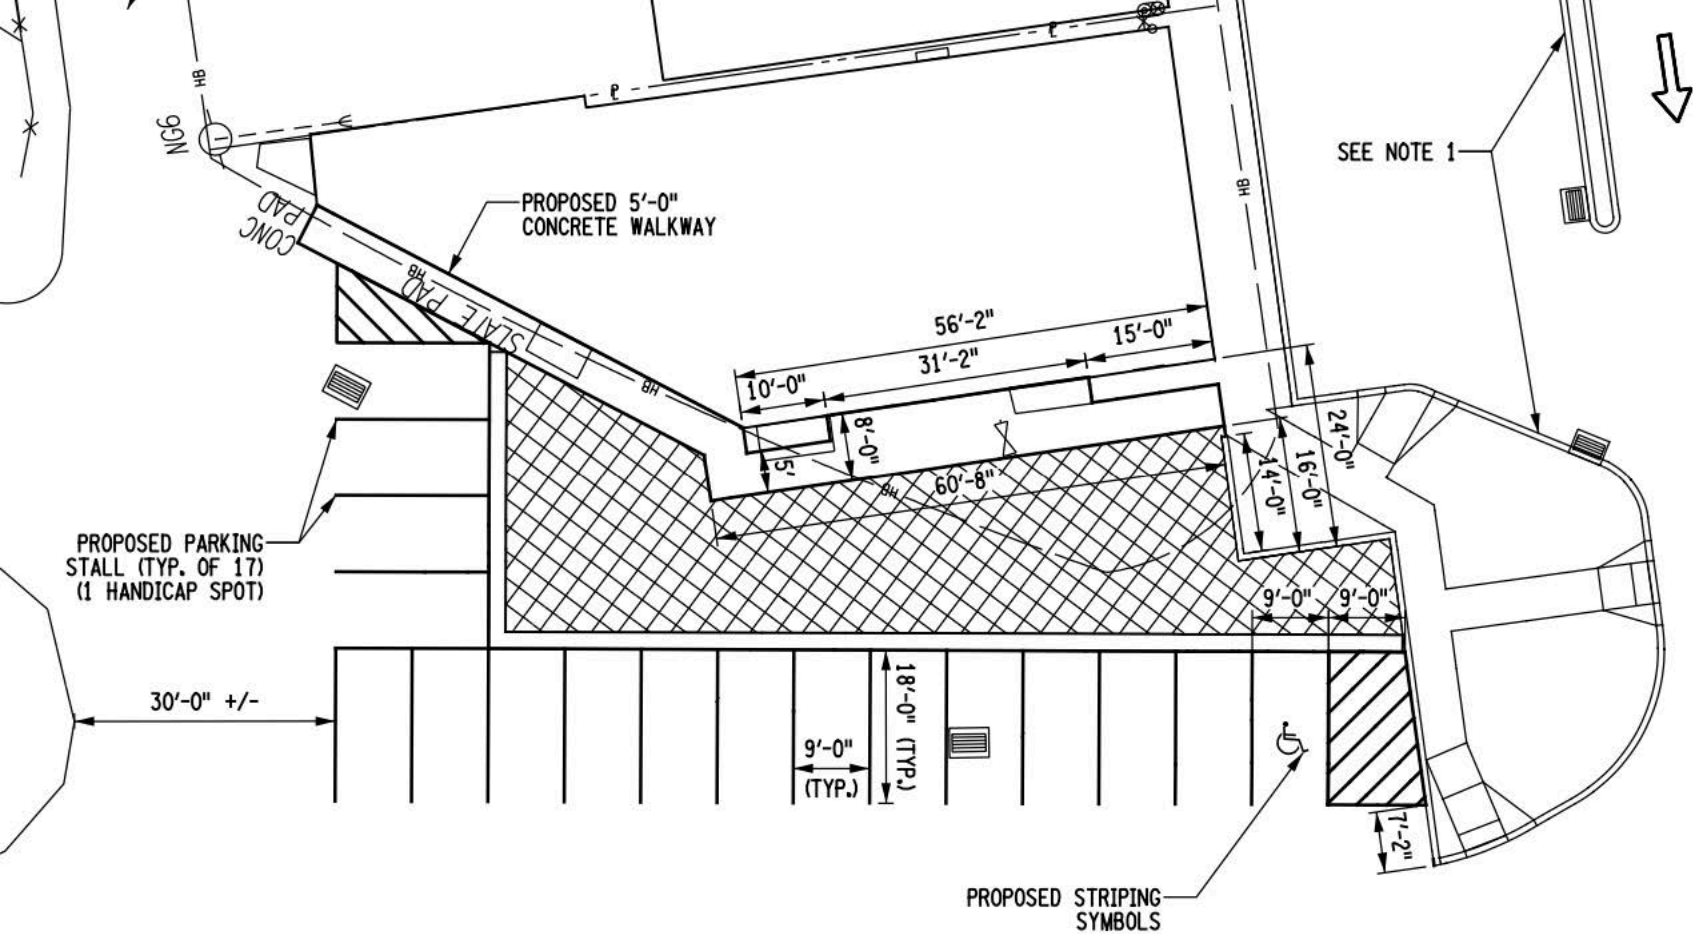 ℄
℄
HB
NG6
HB
SEE NOTE 1
PROPOSED 5'-0"
CONCRETE WALKWAY
CONC
PAD
HB
SLATE PAD
HB
56'-2"
15'-0"
31'-2"
10'-0"
8'-0"
5'
HB
60'-8"
24'-0"
16'-0"
14'-0"
PROPOSED PARKING
STALL (TYP. OF 17)
(1 HANDICAP SPOT)
9'-0"
9'-0"
30'-0" +/-
18'-0" (TYP.)
9'-0"
(TYP.)
7'-2"
PROPOSED STRIPING
SYMBOLS